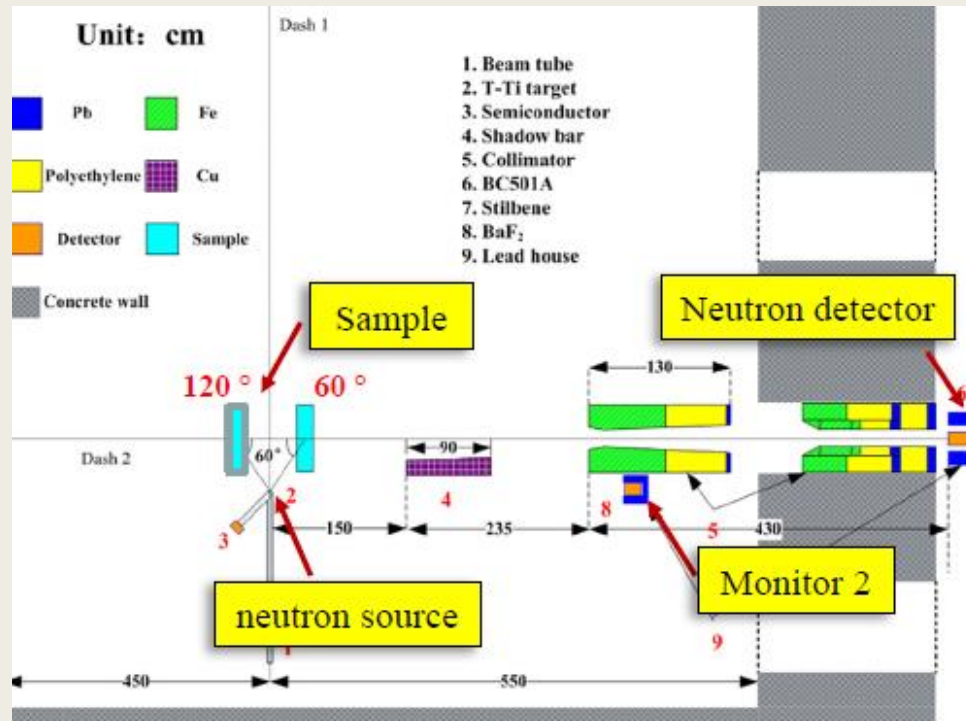 Unit: cm
Dash 1
Pb
Fe
Polyethylene
Cu
Detector
Sample
Concrete wall
1. Beam tube
2. T-Ti target
3. Semiconductor
4. Shadow bar
5. Collimator
6. BC501A
7. Stilbene
8. BaF₂
9. Lead house
Sample
Neutron detector
120 °
60 °
130
6
Dash 2
60°
90
2
4
8
3
150
235
5
430
neutron source
Monitor 2
1
9
450
550